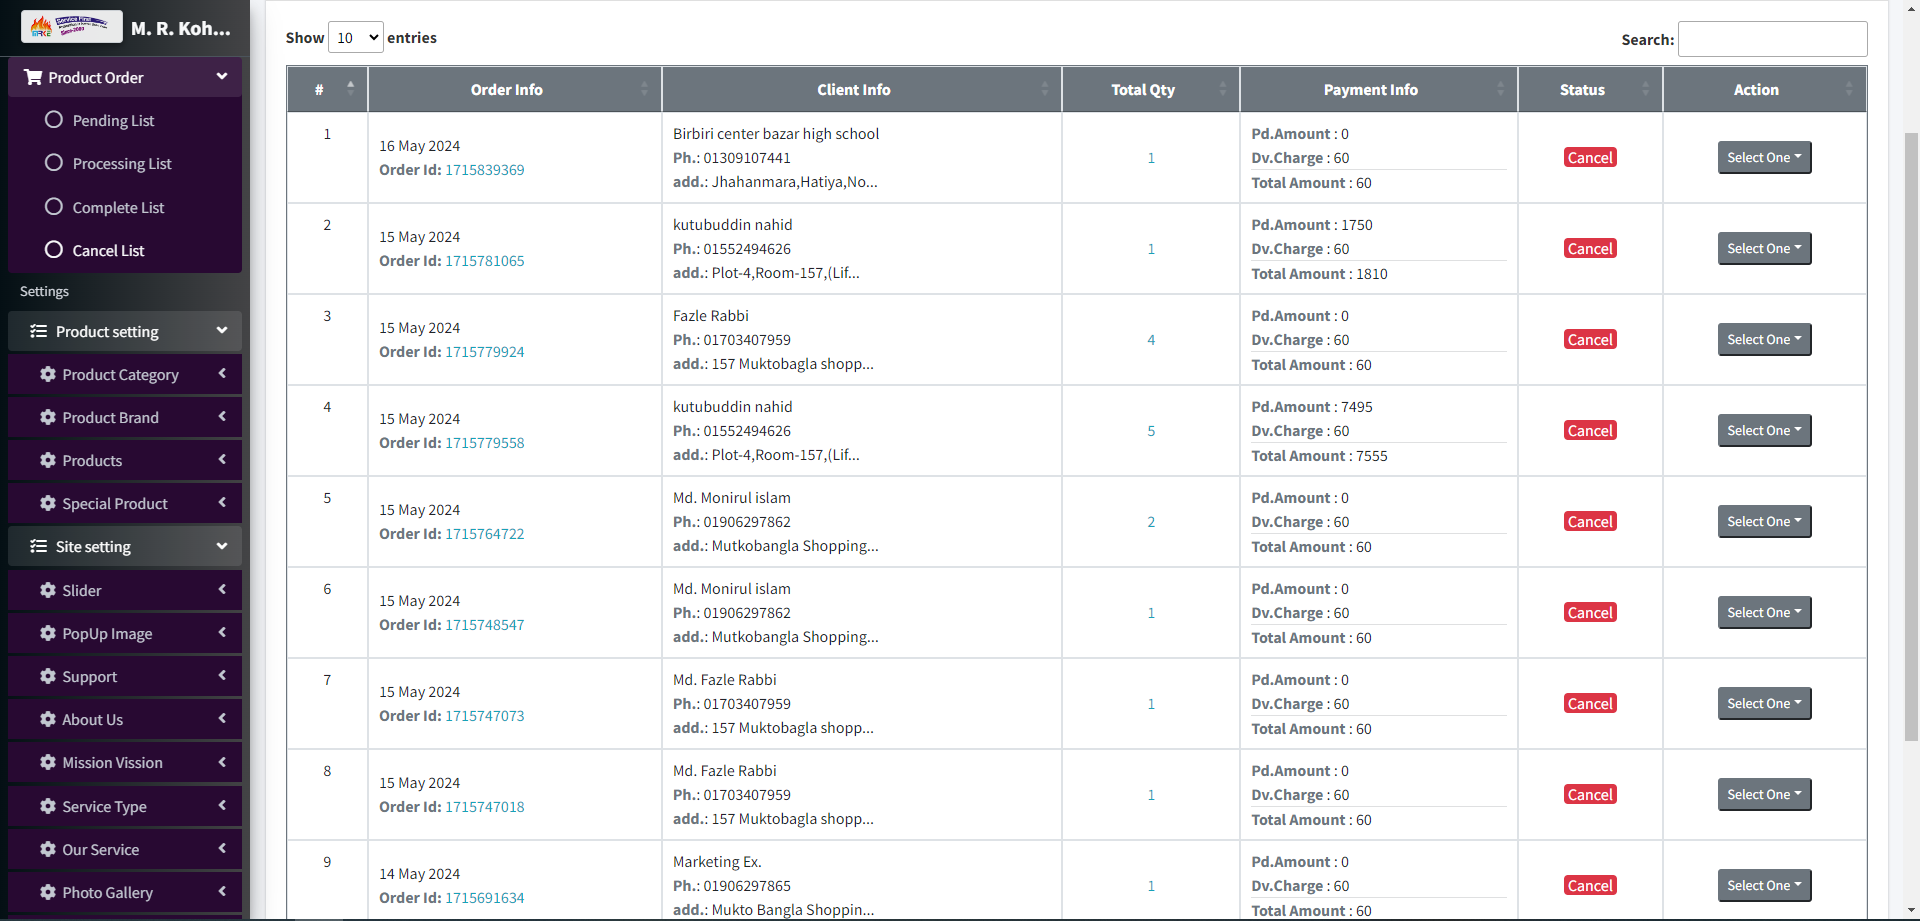 Service First
Since-2000
M. R. Koh...
Product Order
Pending List
Processing List
Complete List
Cancel List
Settings
Product setting
Product Category
Product Brand
Products
Special Product
Site setting
Slider
PopUp Image
Support
About Us
Mission Vission
Service Type
Our Service
Photo Gallery
Show 10 entries
Search:
# Order Info Client Info Total Qty Payment Info Status Action
1
16 May 2024
Order Id: 1715839369
Birbiri center bazar high school
Ph.: 01309107441
add.: Jhahanmara,Hatiya,No...
1
Pd.Amount : 0
Dv.Charge : 60
Total Amount : 60
Cancel
Select One
2
15 May 2024
Order Id: 1715781065
kutubuddin nahid
Ph.: 01552494626
add.: Plot-4,Room-157,(Lif...
1
Pd.Amount : 1750
Dv.Charge : 60
Total Amount : 1810
Cancel
Select One
3
15 May 2024
Order Id: 1715779924
Fazle Rabbi
Ph.: 01703407959
add.: 157 Muktobagla shopp...
4
Pd.Amount : 0
Dv.Charge : 60
Total Amount : 60
Cancel
Select One
4
15 May 2024
Order Id: 1715779558
kutubuddin nahid
Ph.: 01552494626
add.: Plot-4,Room-157,(Lif...
5
Pd.Amount : 7495
Dv.Charge : 60
Total Amount : 7555
Cancel
Select One
5
15 May 2024
Order Id: 1715764722
Md. Monirul islam
Ph.: 01906297862
add.: Mutkobangla Shopping...
2
Pd.Amount : 0
Dv.Charge : 60
Total Amount : 60
Cancel
Select One
6
15 May 2024
Order Id: 1715748547
Md. Monirul islam
Ph.: 01906297862
add.: Mutkobangla Shopping...
1
Pd.Amount : 0
Dv.Charge : 60
Total Amount : 60
Cancel
Select One
7
15 May 2024
Order Id: 1715747073
Md. Fazle Rabbi
Ph.: 01703407959
add.: 157 Muktobagla shopp...
1
Pd.Amount : 0
Dv.Charge : 60
Total Amount : 60
Cancel
Select One
8
15 May 2024
Order Id: 1715747018
Md. Fazle Rabbi
Ph.: 01703407959
add.: 157 Muktobagla shopp...
1
Pd.Amount : 0
Dv.Charge : 60
Total Amount : 60
Cancel
Select One
9
14 May 2024
Order Id: 1715691634
Marketing Ex.
Ph.: 01906297865
add.: Mukto Bangla Shoppin...
1
Pd.Amount : 0
Dv.Charge : 60
Total Amount : 60
Cancel
Select One